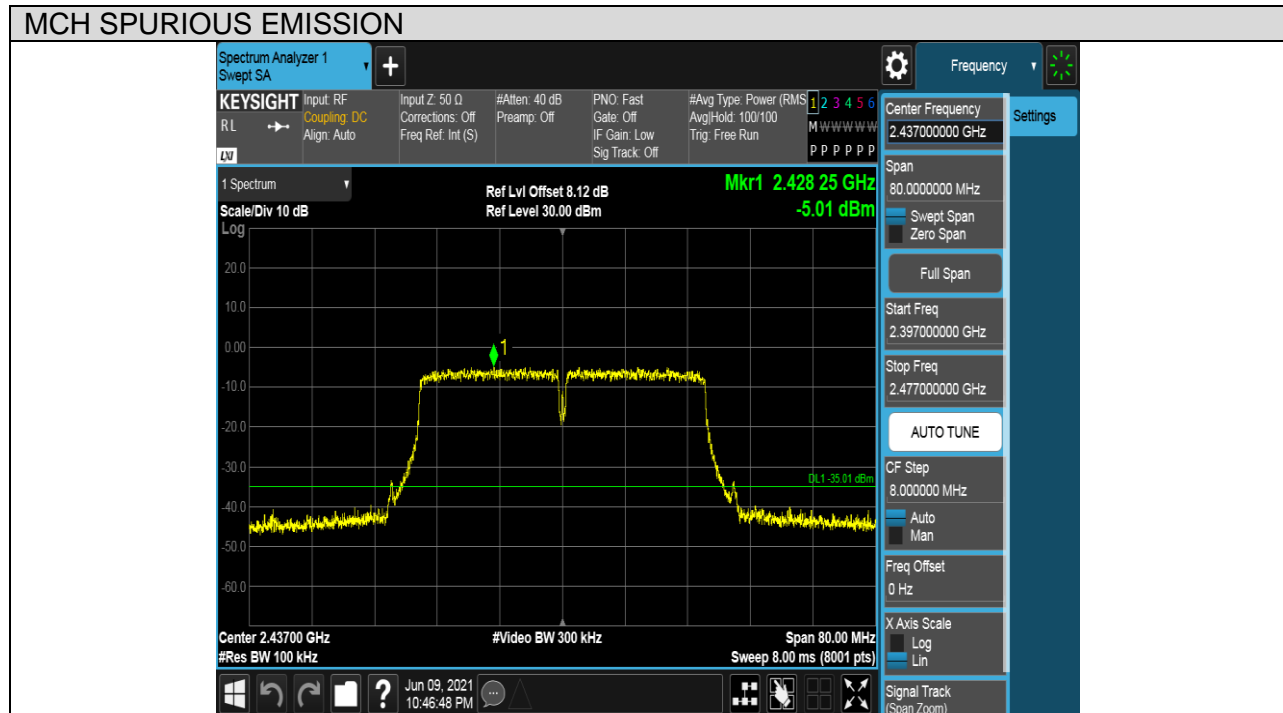 MCH SPURIOUS EMISSION
Spectrum Analyzer 1
Swept SA
+
Frequency
KEYSIGHT
R L
LXI
Input: RF
Coupling: DC
Align: Auto
Input Z: 50 Ω
Corrections: Off
Freq Ref: Int (S)
#Atten: 40 dB
Preamp: Off
PNO: Fast
Gate: Off
IF Gain: Low
Sig Track: Off
#Avg Type: Power (RMS
Avg|Hold: 100/100
Trig: Free Run
1 2 3 4 5 6
M W W W W W
P P P P P P
1 Spectrum
Scale/Div 10 dB
Ref Lvl Offset 8.12 dB
Ref Level 30.00 dBm
Mkr1 2.428 25 GHz
-5.01 dBm
Log
20.0
10.0
0.00
-10.0
-20.0
-30.0
-40.0
-50.0
-60.0
1
DL1 -35.01 dBm
Center 2.43700 GHz
#Res BW 100 kHz
#Video BW 300 kHz
Span 80.00 MHz
Sweep 8.00 ms (8001 pts)
?
Jun 09, 2021
10:46:48 PM
Center Frequency
2.437000000 GHz
Span
80.0000000 MHz
Swept Span
Zero Span
Full Span
Start Freq
2.397000000 GHz
Stop Freq
2.477000000 GHz
AUTO TUNE
CF Step
8.000000 MHz
Auto
Man
Freq Offset
0 Hz
X Axis Scale
Log
Lin
Signal Track
(Span Zoom)
Settings